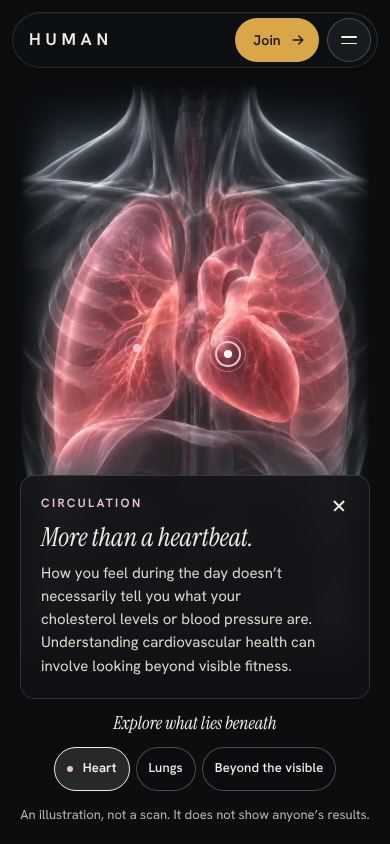 HUMAN
Join →
CIRCULATION
More than a heartbeat.
How you feel during the day doesn’t
necessarily tell you what your
cholesterol levels or blood pressure are.
Understanding cardiovascular health can
involve looking beyond visible fitness.
Explore what lies beneath
Heart
Lungs
Beyond the visible
An illustration, not a scan. It does not show anyone’s results.